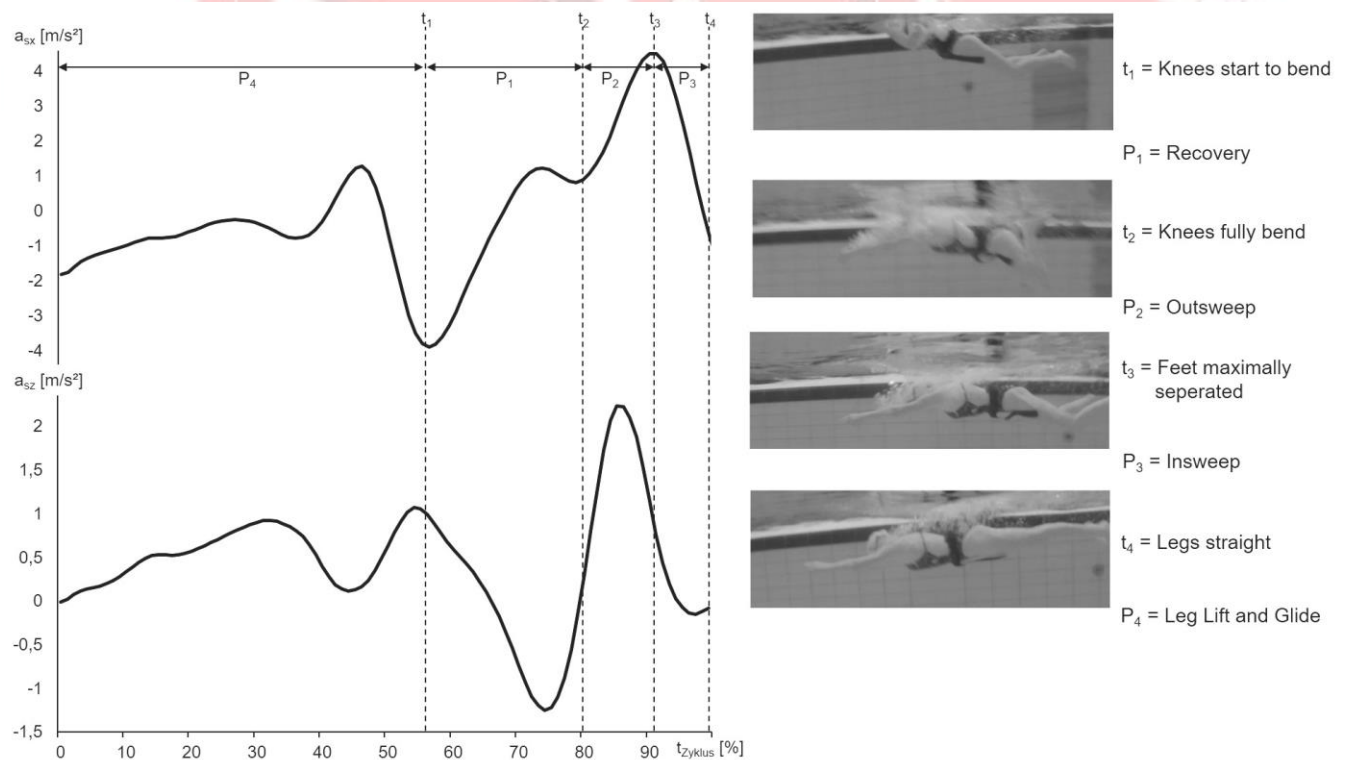 t₁ t₂ t₃ t₄
aₛₓ [m/s²]
P₄ P₁ P₂ P₃
4
3
2
1
0
-1
-2
-3
-4
a_sz [m/s²]
2
1,5
1
0,5
0
-0,5
-1
-1,5
0 10 20 30 40 50 60 70 80 90 t_Zyklus [%]
t₁ = Knees start to bend
P₁ = Recovery
t₂ = Knees fully bend
P₂ = Outsweep
t₃ = Feet maximally
seperated
P₃ = Insweep
t₄ = Legs straight
P₄ = Leg Lift and Glide